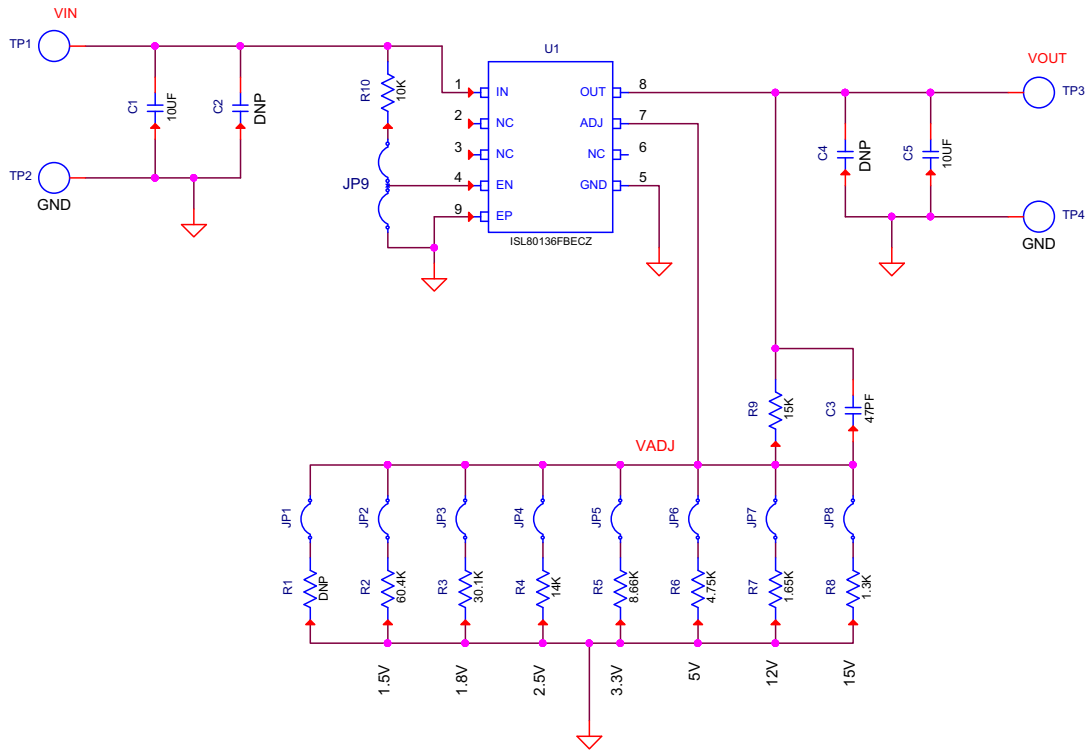 VIN
TP1
C1
10UF
C2
DNP
TP2
GND
R10
10K
JP9
U1
1
IN
2
NC
3
NC
4
EN
9
EP
OUT
8
ADJ
7
NC
6
GND
5
ISL80136FBECZ
VOUT
TP3
C4
DNP
C5
10UF
TP4
GND
R9
15K
C3
47PF
VADJ
JP1
JP2
JP3
JP4
JP5
JP6
JP7
JP8
R1
DNP
R2
60.4K
R3
30.1K
R4
14K
R5
8.66K
R6
4.75K
R7
1.65K
R8
1.3K
1.5V
1.8V
2.5V
3.3V
5V
12V
15V